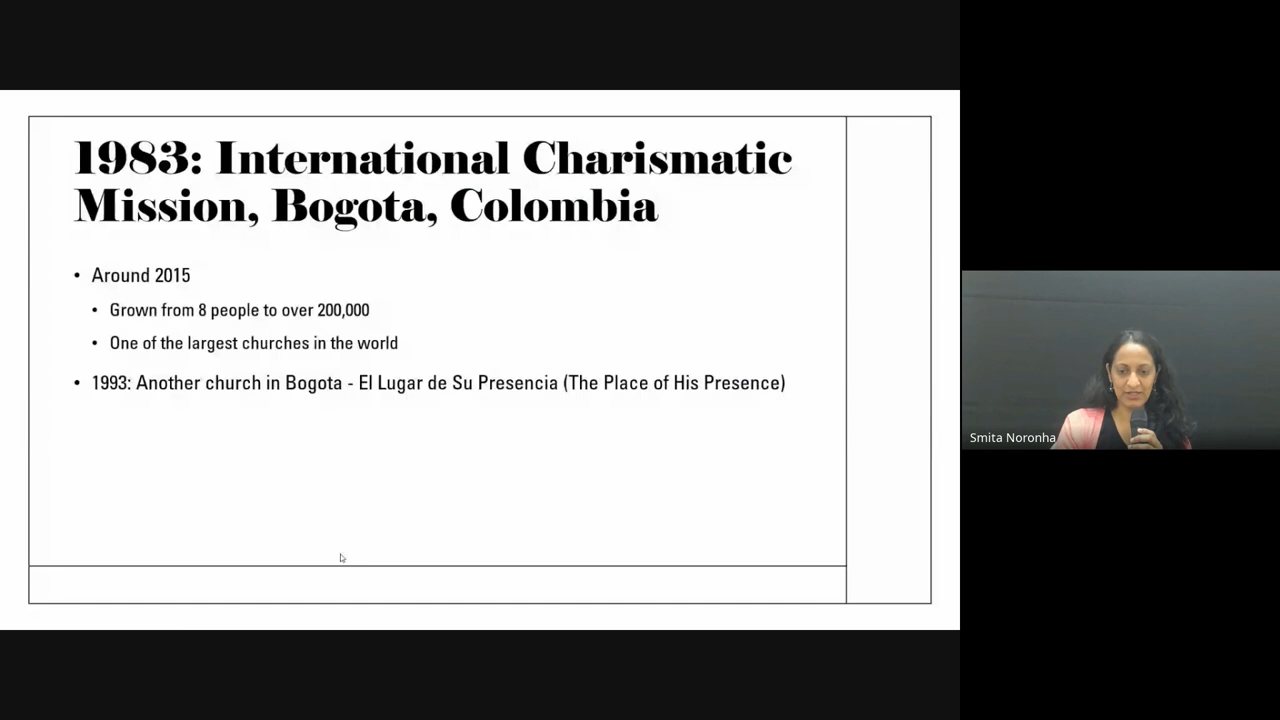 1983: International Charismatic
Mission, Bogota, Colombia
• Around 2015
• Grown from 8 people to over 200,000
• One of the largest churches in the world
• 1993: Another church in Bogota - El Lugar de Su Presencia (The Place of His Presence)
Smita Noronha